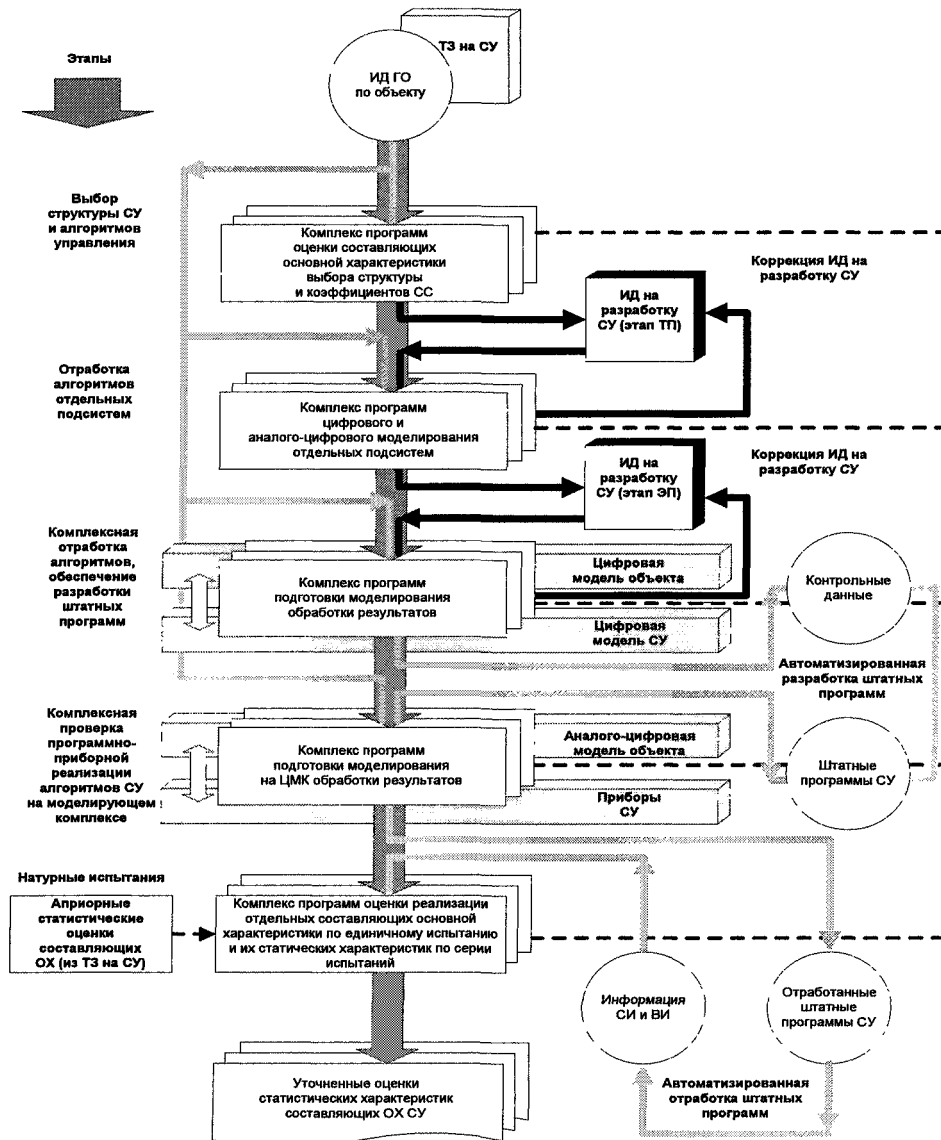 ТЗ на СУ
Этапы
ИД ГО
по объекту
Выбор
структуры СУ
и алгоритмов
управления
Комплекс программ
оценки составляющих
основной характеристики
выбора структуры
и коэффициентов СС
Коррекция ИД на
разработку СУ
ИД на
разработку
СУ (этап ТП)
Отработка
алгоритмов
отдельных
подсистем
Комплекс программ
цифрового и
аналого-цифрового моделирования
отдельных подсистем
Коррекция ИД на
разработку СУ
ИД на
разработку
СУ (этап ЭП)
Комплексная
отработка
алгоритмов,
обеспечение
разработки
штатных
программ
Цифровая
модель объекта
Комплекс программ
подготовки моделирования
обработки результатов
Цифровая
модель СУ
Контрольные
данные
Автоматизированная
разработка штатных
программ
Комплексная
проверка
программно-
приборной
реализации
алгоритмов СУ
на моделирующем
комплексе
Аналого-цифровая
модель объекта
Комплекс программ
подготовки моделирования
на ЦМК обработки результатов
Приборы
СУ
Штатные
программы СУ
Натурные испытания
Априорные
статистические
оценки
составляющих
ОХ (из ТЗ на СУ)
Комплекс программ оценки реализации
отдельных составляющих основной
характеристики по единичному испытанию
и их статических характеристик по серии
испытаний
Информация
СИ и ВИ
Отработанные
штатные
программы СУ
Автоматизированная
отработка штатных
программ
Уточненные оценки
статистических характеристик
составляющих ОХ СУ